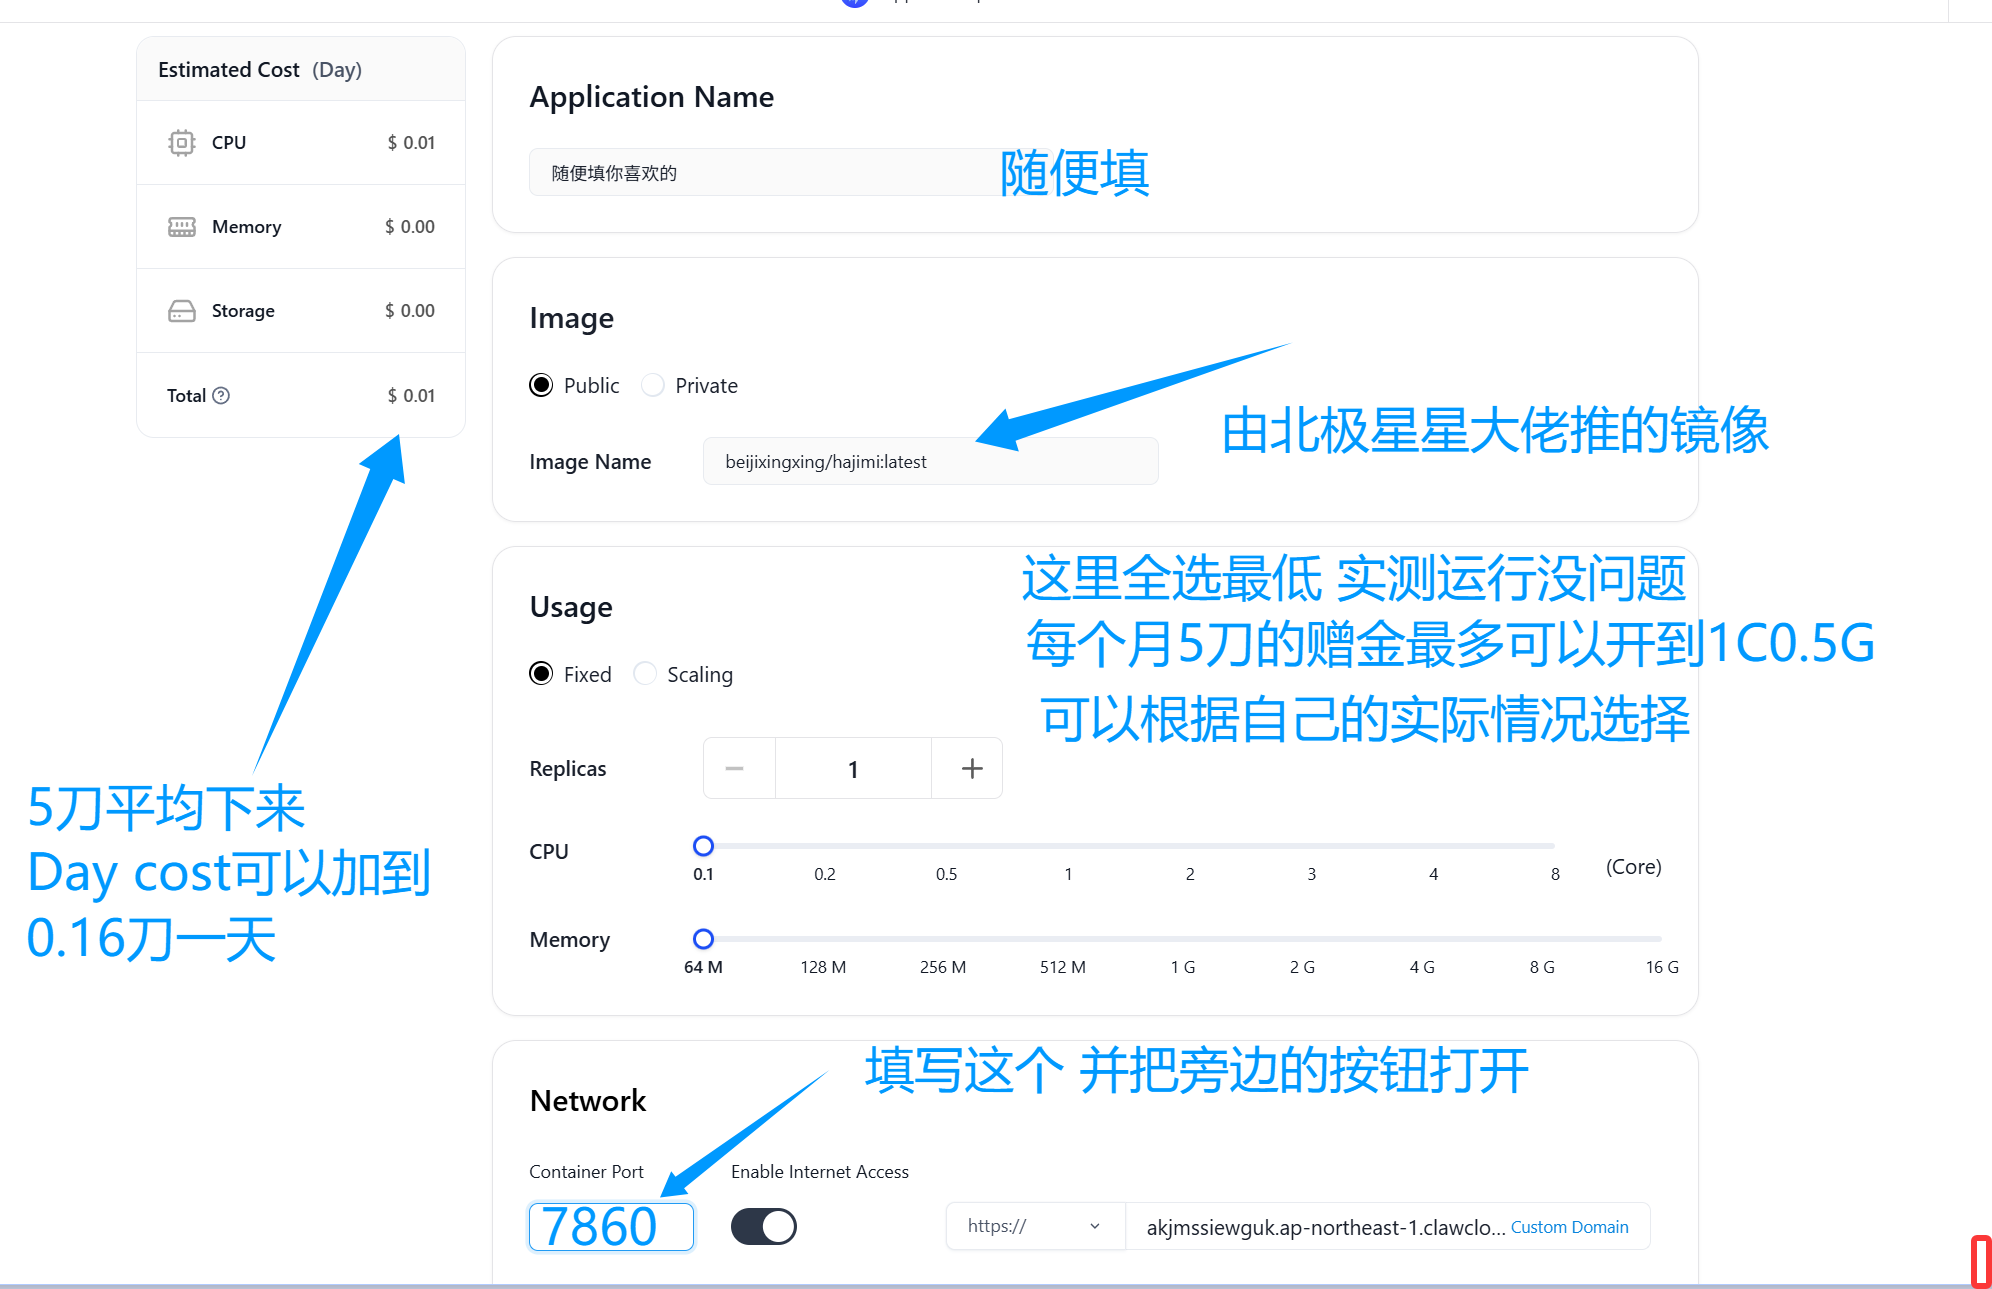 Estimated Cost (Day)
CPU $ 0.01
Memory $ 0.00
Storage $ 0.00
Total $ 0.01
5刀平均下来
Day cost可以加到
0.16刀一天
Application Name
随便填你喜欢的
随便填
Image
Public Private
Image Name beijixingxing/hajimi:latest
由北极星星大佬推的镜像
Usage
这里全选最低 实测运行没问题
每个月5刀的赠金最多可以开到1C0.5G
可以根据自己的实际情况选择
Fixed Scaling
Replicas 1
CPU
0.1 0.2 0.5 1 2 3 4 8 (Core)
Memory
64 M 128 M 256 M 512 M 1 G 2 G 4 G 8 G 16 G
填写这个 并把旁边的按钮打开
Network
Container Port Enable Internet Access
7860 https:// akjmssiewguk.ap-northeast-1.clawclo... Custom Domain